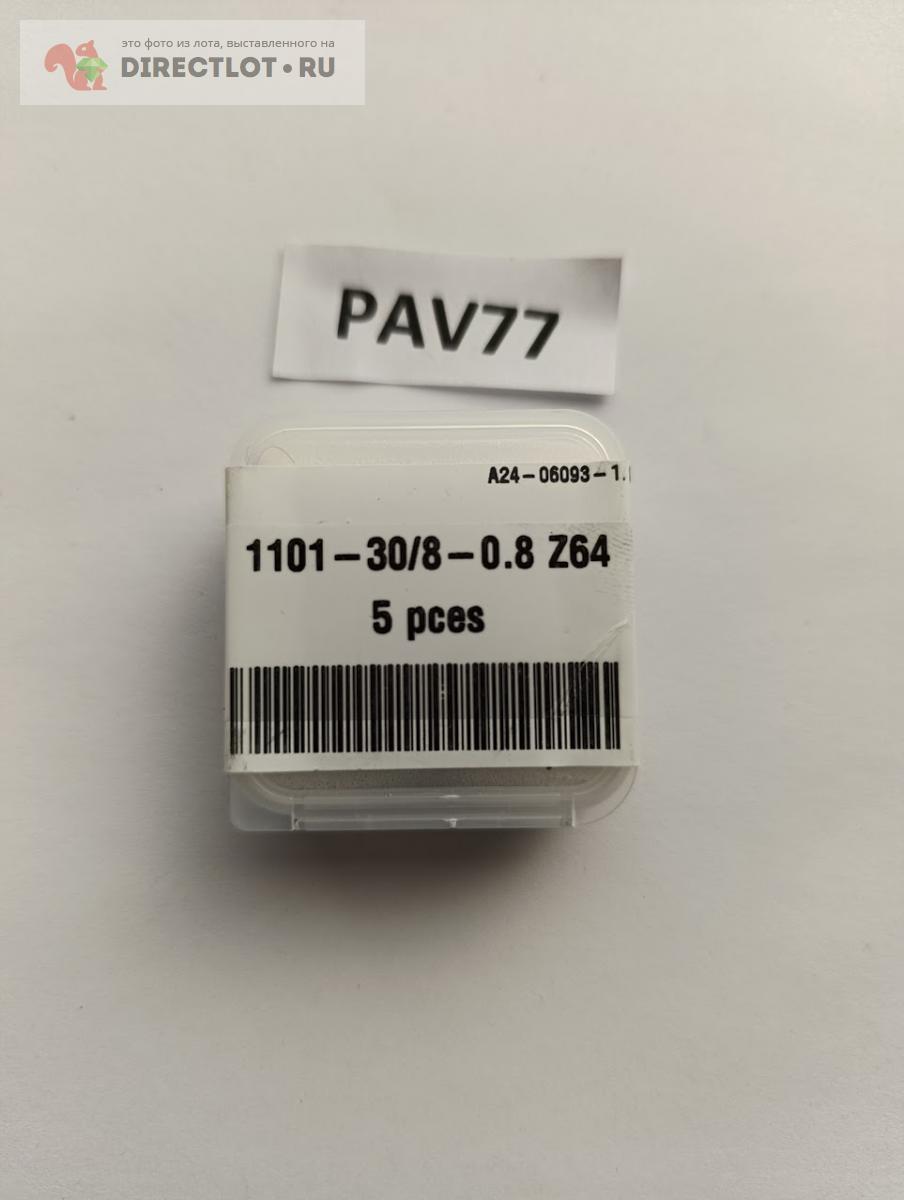 это фото из лота, выставленного на
DIRECTLOT•RU
PAV77
A24-06093-1.
1101-30/8-0.8 Z64
5 pces